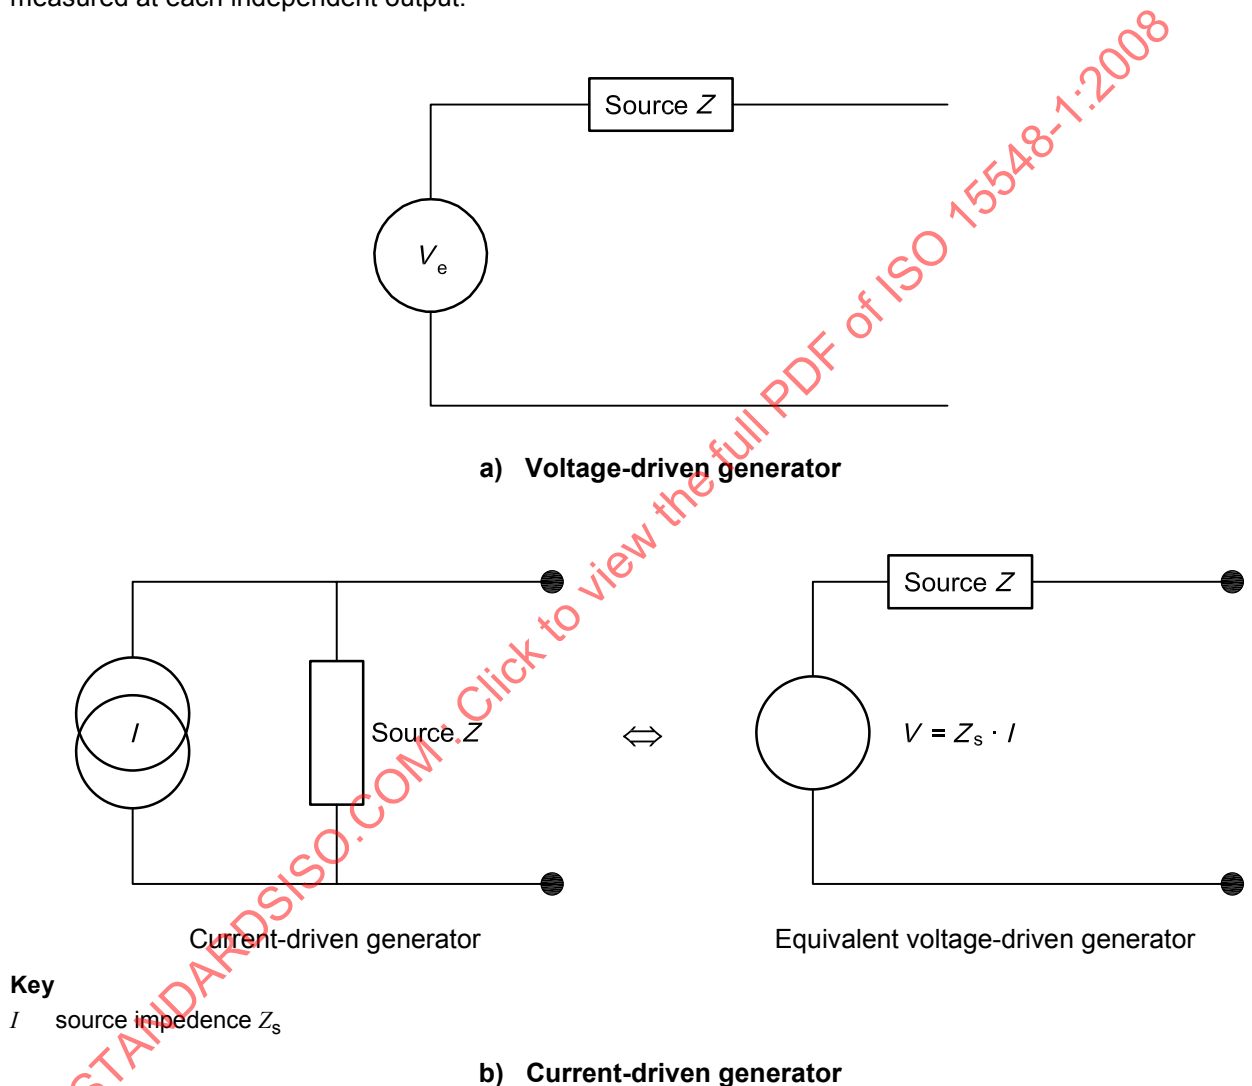 measured at each independent output.
Source Z
Ve
a) Voltage-driven generator
Source Z
I
Source Z
⇔
V = Zs · I
Current-driven generator
Equivalent voltage-driven generator
Key
I source impedence Zs
b) Current-driven generator
STANDARDSISO.COM : Click to view the full PDF of ISO 15548-1:2008